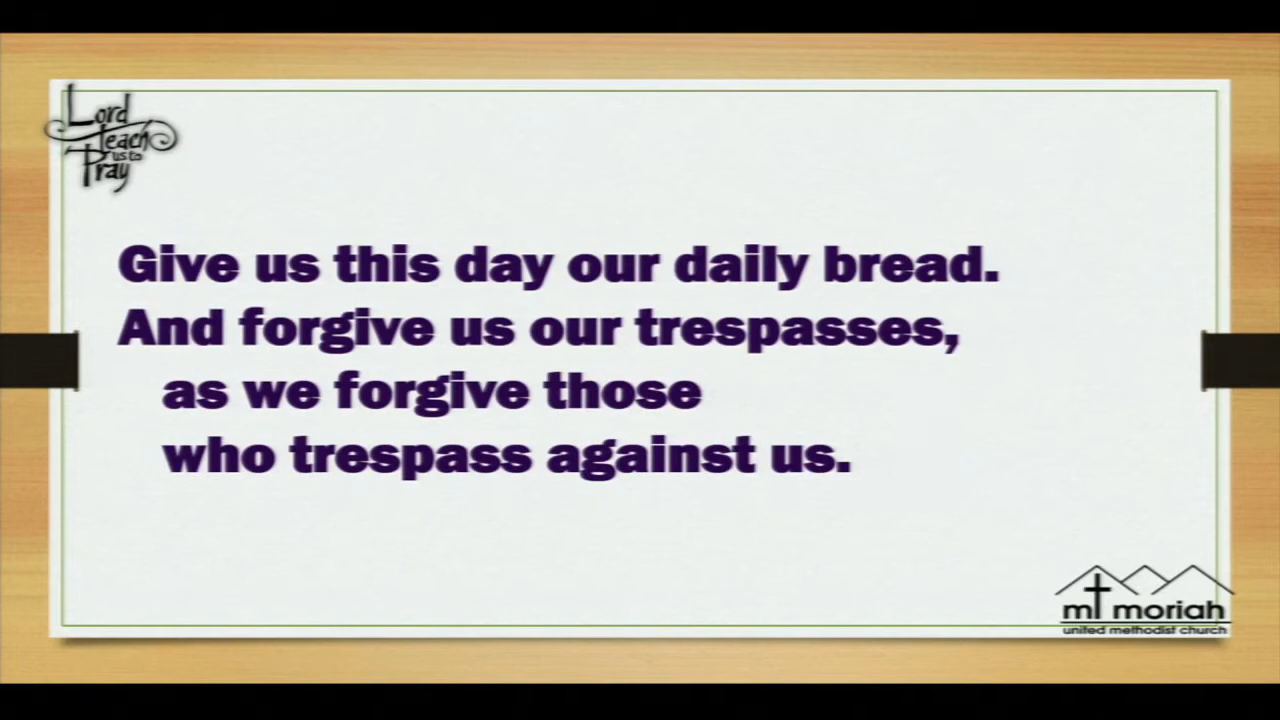 Lord
teach
us to
Pray
Give us this day our daily bread.
And forgive us our trespasses,
as we forgive those
who trespass against us.
mt moriah
united methodist church